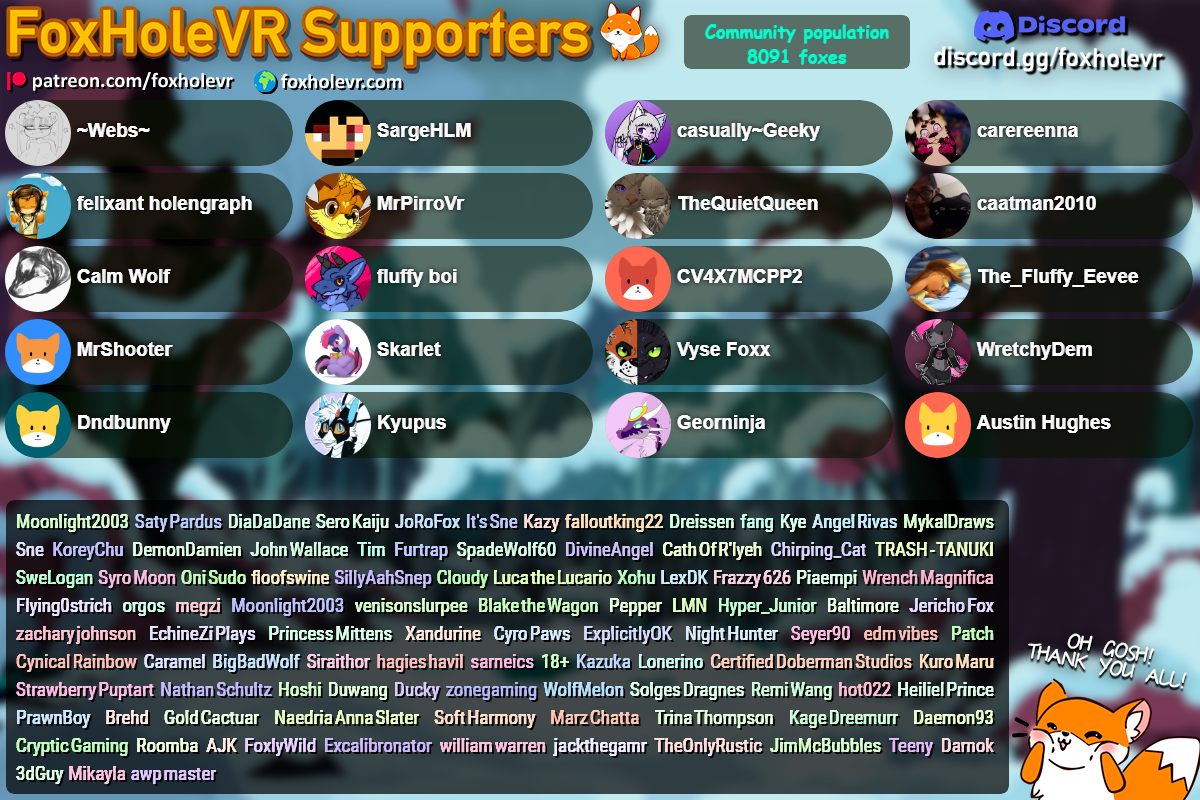 FoxHoleVR Supporters
Community population
8091 foxes
Discord
discord.gg/foxholevr
patreon.com/foxholevr
foxholevr.com
~Webs~
SargeHLM
casually~Geeky
carereenna
felixant holengraph
MrPirroVr
TheQuietQueen
caatman2010
Calm Wolf
fluffy boi
CV4X7MCPP2
The_Fluffy_Eevee
MrShooter
Skarlet
Vyse Foxx
WretchyDem
Dndbunny
Kyupus
Georninja
Austin Hughes
Moonlight2003 Saty Pardus DiaDaDane Sero Kaiju JoRoFox It's Sne Kazy falloutking22 Dreissen fang Kye Angel Rivas MykalDraws
Sne KoreyChu DemonDamien John Wallace Tim Furtrap SpadeWolf60 DivineAngel Cath Of R'lyeh Chirping_Cat TRASH-TANUKI
SweLogan Syro Moon Oni Sudo floofswine SillyAahSnep Cloudy Luca the Lucario Xohu LexDK Frazzy 626 Piaempi Wrench Magnifica
Flying0strich orgos megzi Moonlight2003 venisonslurpee Blake the Wagon Pepper LMN Hyper_Junior Baltimore Jericho Fox
zachary johnson EchineZi Plays Princess Mittens Xandurine Cyro Paws ExplicitlyOK Night Hunter Seyer90 edm vibes Patch
Cynical Rainbow Caramel BigBadWolf Siraithor hagies havil sarneics 18+ Kazuka Lonerino Certified Doberman Studios Kuro Maru
Strawberry Puptart Nathan Schultz Hoshi Duwang Ducky zonegaming WolfMelon Solges Dragnes Remi Wang hot022 Heiliel Prince
PrawnBoy Brehd Gold Cactuar Naedria Anna Slater Soft Harmony Marz Chatta Trina Thompson Kage Dreemurr Daemon93
Cryptic Gaming Roomba AJK FoxlyWild Excalibronator william warren jackthegamr TheOnlyRustic JimMcBubbles Teeny Darnok
3dGuy Mikayla awp master
OH GOSH!
THANK YOU ALL!